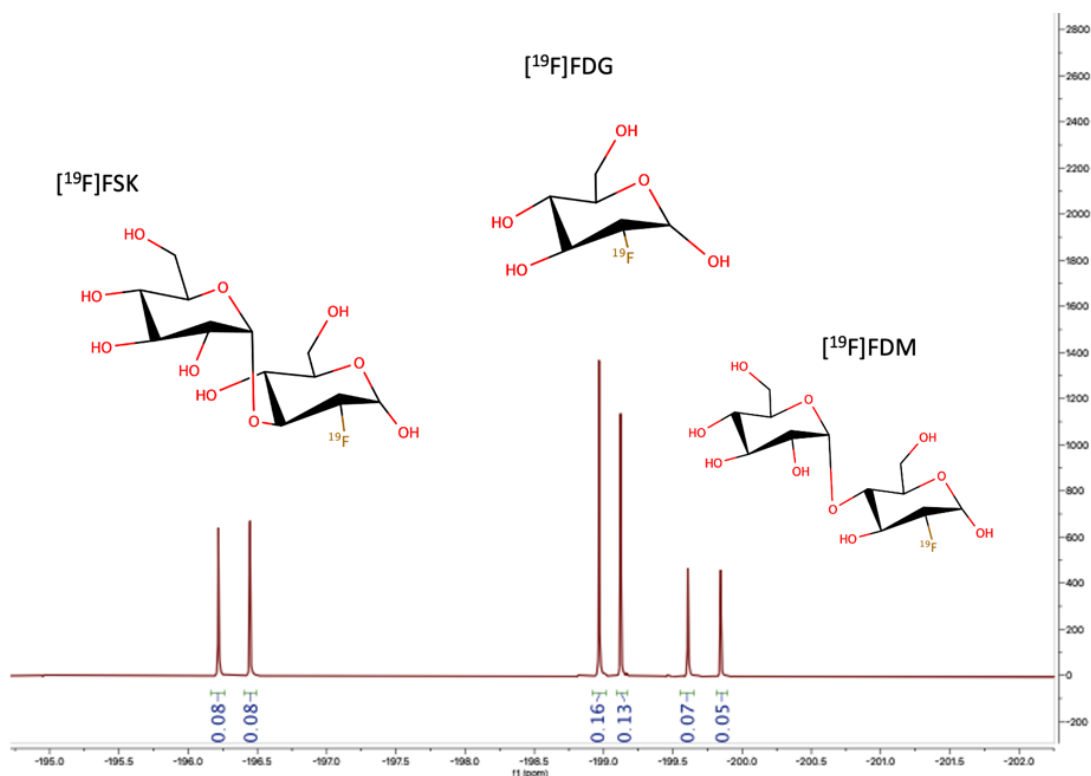 [19F]FDG
[19F]FSK
[19F]FDM
OH
HO
O
HO
19F
OH
HO
HO
O
HO
OH
HO
HO
O
O
19F
OH
HO
HO
O
OH
HO
OH
O
O
HO
19F
OH
2800
2600
2400
2200
2000
1800
1600
1400
1200
1000
800
600
400
200
0
-200
0.08
0.08
0.16
0.13
0.07
0.05
-195.0
-195.5
-196.0
-196.5
-197.0
-197.5
-198.0
-198.5
-199.0
-199.5
-200.0
-200.5
-201.0
-201.5
-202.0
f1 (ppm)